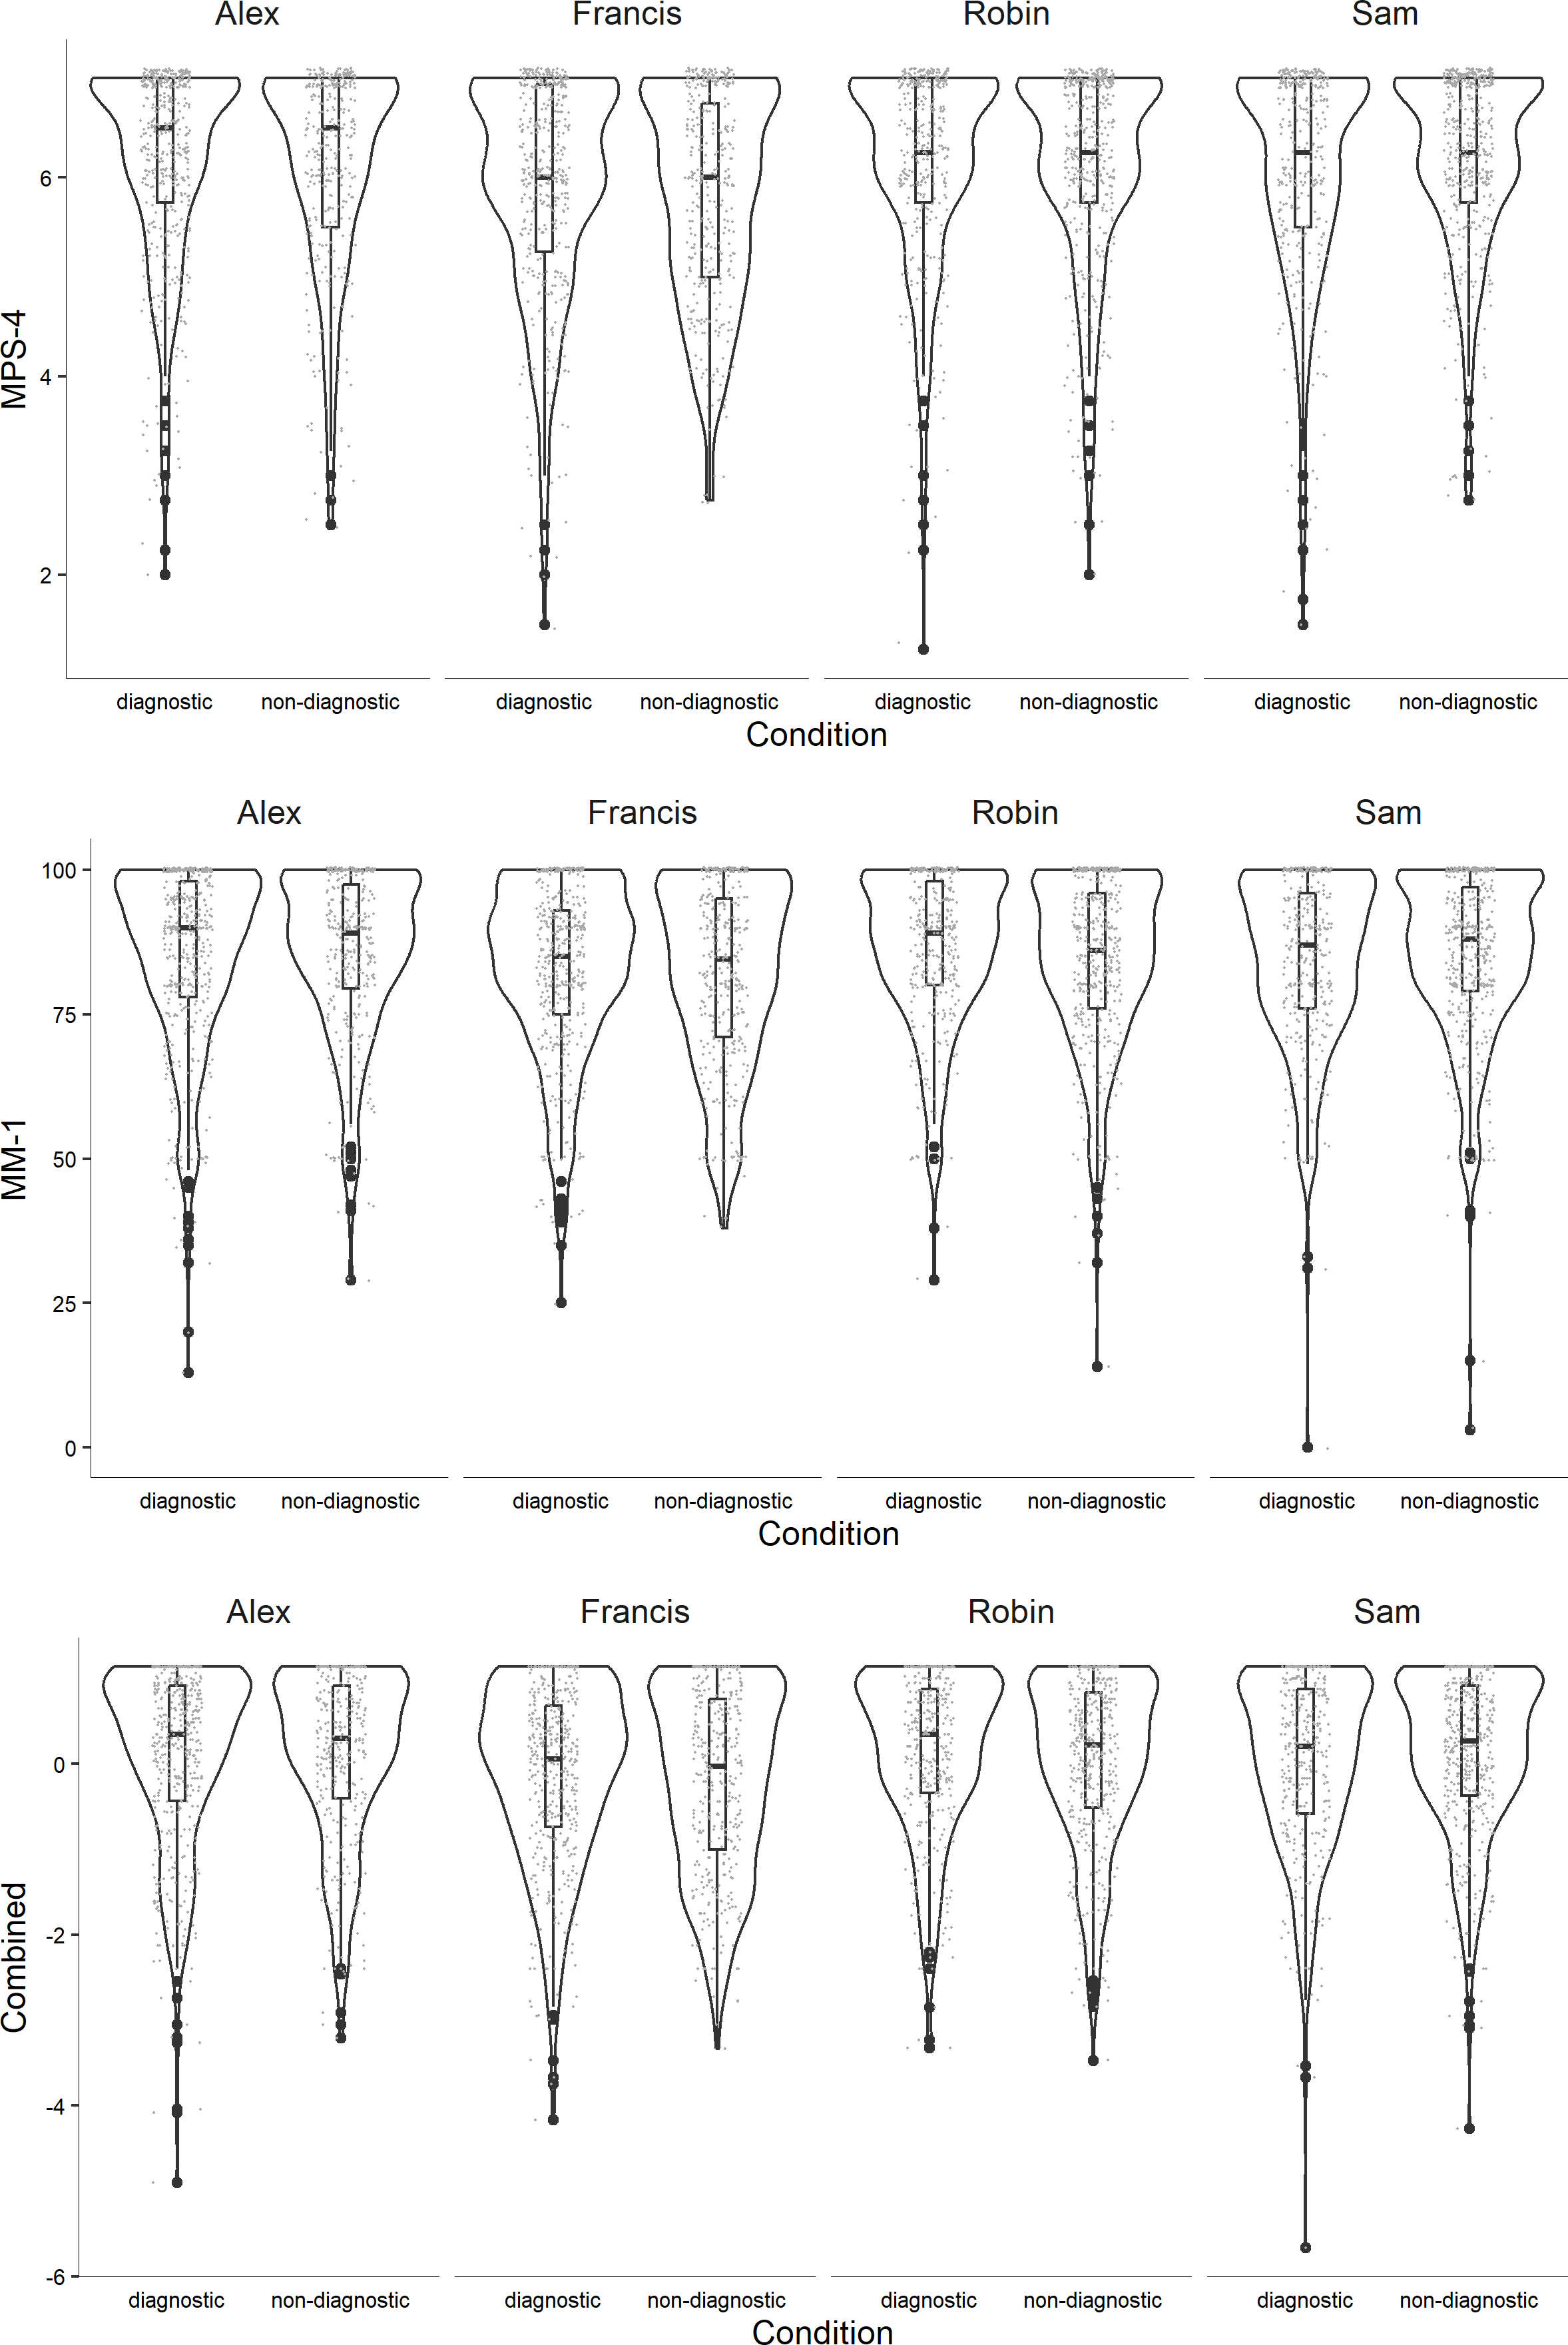 Alex Francis Robin Sam
MPS-4
6
4
2
diagnostic non-diagnostic diagnostic non-diagnostic diagnostic non-diagnostic diagnostic non-diagnostic
Condition
Alex Francis Robin Sam
MM-1
100
75
50
25
0
diagnostic non-diagnostic diagnostic non-diagnostic diagnostic non-diagnostic diagnostic non-diagnostic
Condition
Alex Francis Robin Sam
Combined
0
-2
-4
-6
diagnostic non-diagnostic diagnostic non-diagnostic diagnostic non-diagnostic diagnostic non-diagnostic
Condition